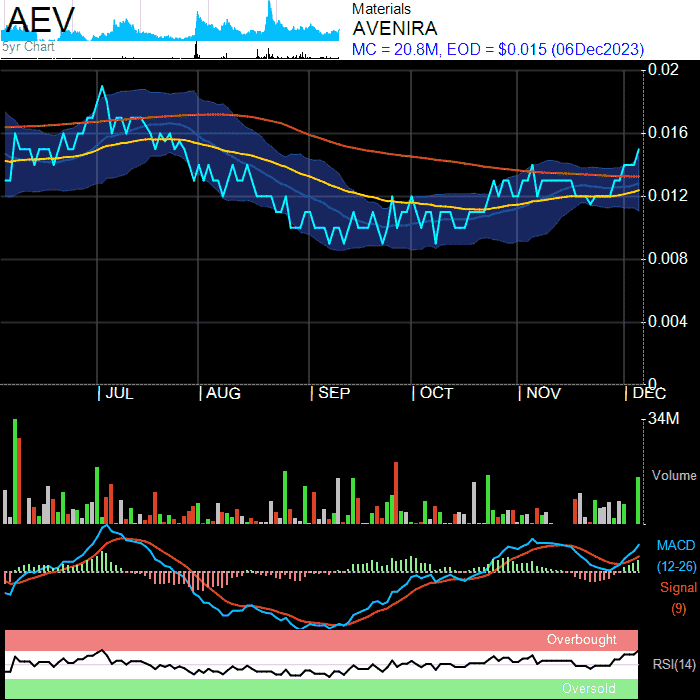 AEV
5yr Chart
Materials
AVENIRA
MC = 20.8M, EOD = $0.015 (06Dec2023)
0.02
0.016
0.012
0.008
0.004
0
| JUL | AUG | SEP | OCT | NOV | DEC
34M
Volume
MACD
(12-26)
Signal
(9)
Overbought
RSI(14)
Oversold